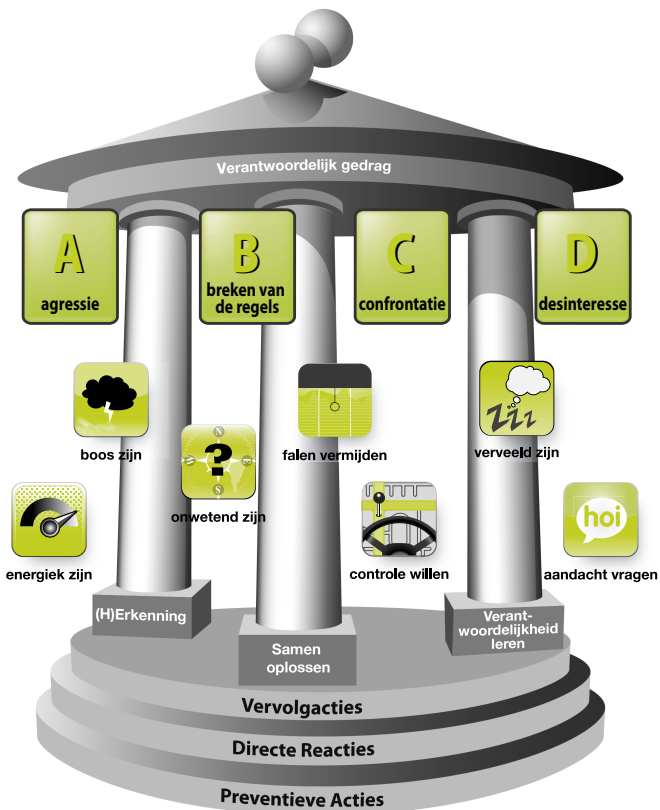 Verantwoordelijk gedrag
A
agressie
B
breken van
de regels
C
confrontatie
D
desinteresse
boos zijn
?
N
W
E
S
onwetend zijn
falen vermijden
Zzz
verveeld zijn
energiek zijn
controle willen
hoi
aandacht vragen
(H)Erkenning
Samen
oplossen
Verant-
woordelijkheid
leren
Vervolgacties
Directe Reacties
Preventieve Acties